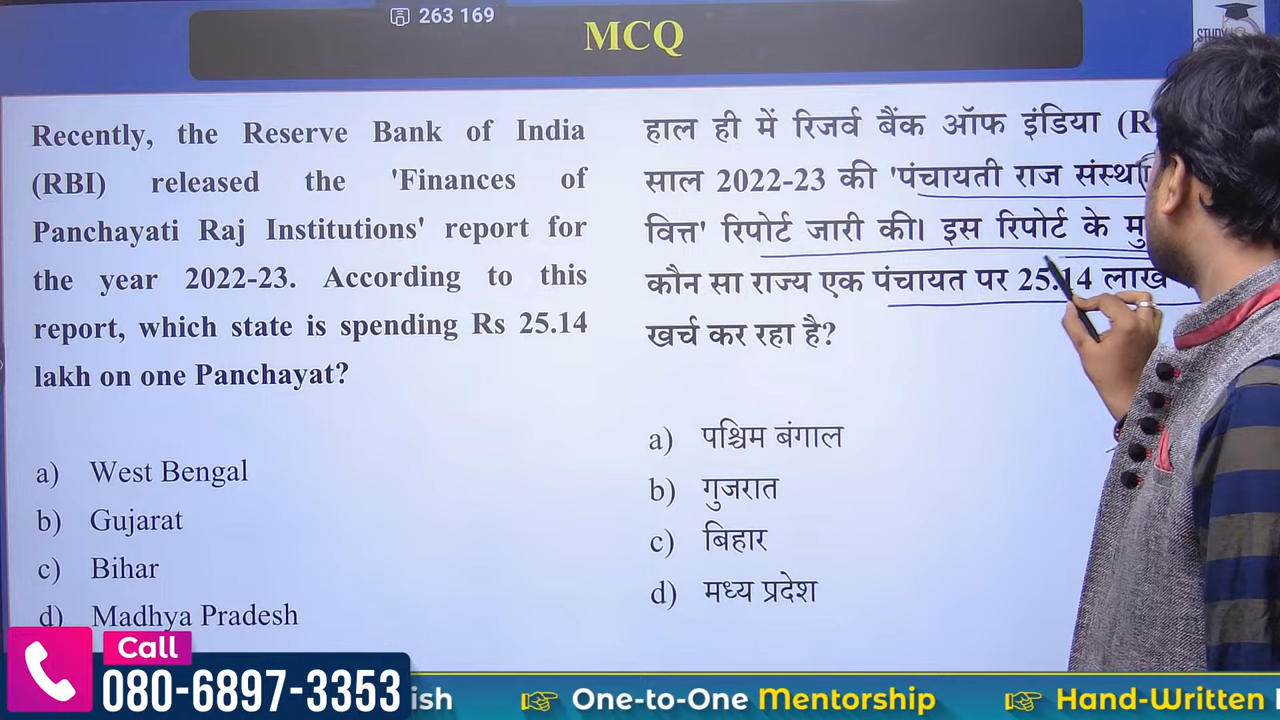 263 169
MCQ
STUDY
Recently, the Reserve Bank of India
(RBI) released the 'Finances of
Panchayati Raj Institutions' report for
the year 2022-23. According to this
report, which state is spending Rs 25.14
lakh on one Panchayat?
a) West Bengal
b) Gujarat
c) Bihar
d) Madhya Pradesh
हाल ही में रिजर्व बैंक ऑफ इंडिया
साल 2022-23 की 'पंचायती राज
वित्त' रिपोर्ट जारी की। इस रिपोर्ट के
कौन सा राज्य एक पंचायत पर 25.14 लाख
खर्च कर रहा है?
a) पश्चिम बंगाल
b) गुजरात
c) बिहार
d) मध्य प्रदेश
Call
080-6897-3353
One-to-One Mentorship
Hand-Written